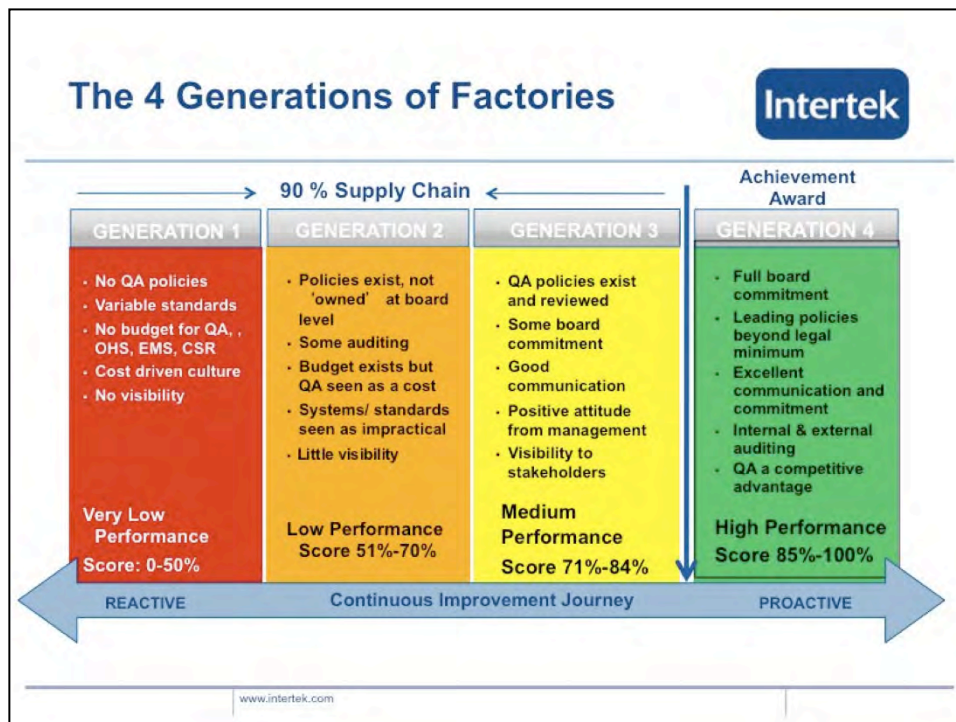 The 4 Generations of Factories
Intertek
90 % Supply Chain
Achievement
Award
GENERATION 1
No QA policies
Variable standards
No budget for QA, ,
OHS, EMS, CSR
Cost driven culture
No visibility
Very Low
Performance
Score: 0-50%
GENERATION 2
Policies exist, not
‘owned’ at board
level
Some auditing
Budget exists but
QA seen as a cost
Systems/ standards
seen as impractical
Little visibility
Low Performance
Score 51%-70%
GENERATION 3
QA policies exist
and reviewed
Some board
commitment
Good
communication
Positive attitude
from management
Visibility to
stakeholders
Medium
Performance
Score 71%-84%
GENERATION 4
Full board
commitment
Leading policies
beyond legal
minimum
Excellent
communication and
commitment
Internal & external
auditing
QA a competitive
advantage
High Performance
Score 85%-100%
REACTIVE
Continuous Improvement Journey
PROACTIVE
www.intertek.com